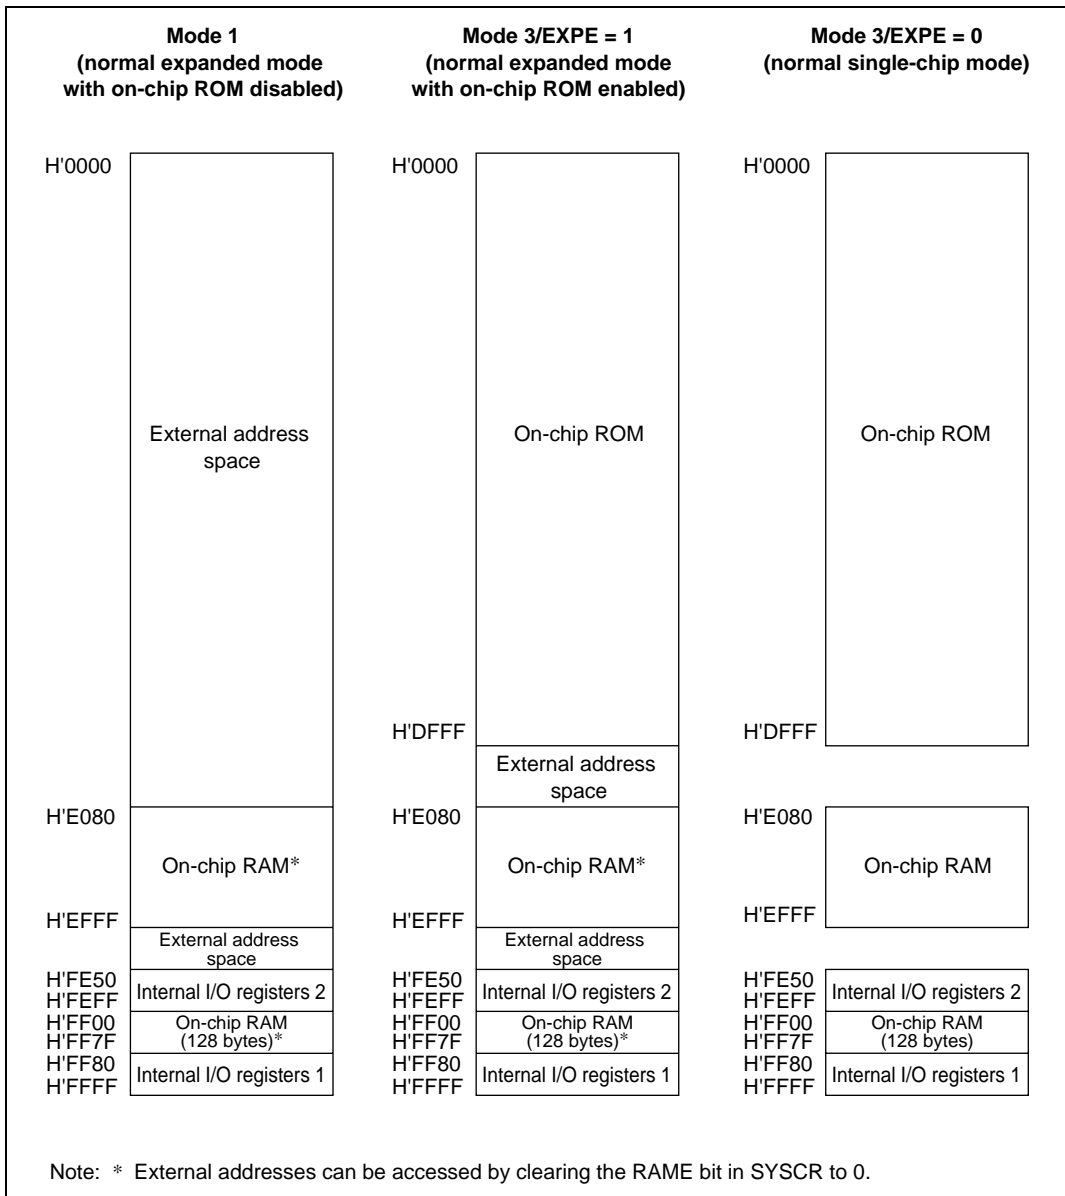 Mode 1
(normal expanded mode
with on-chip ROM disabled)
H'0000
External address
space
H'E080
On-chip RAM*
H'EFFF
External address
space
H'FE50
H'FEFF
Internal I/O registers 2
H'FF00
H'FF7F
On-chip RAM
(128 bytes)*
H'FF80
H'FFFF
Internal I/O registers 1
Mode 3/EXPE = 1
(normal expanded mode
with on-chip ROM enabled)
H'0000
On-chip ROM
H'DFFF
External address
space
H'E080
On-chip RAM*
H'EFFF
External address
space
H'FE50
H'FEFF
Internal I/O registers 2
H'FF00
H'FF7F
On-chip RAM
(128 bytes)*
H'FF80
H'FFFF
Internal I/O registers 1
Mode 3/EXPE = 0
(normal single-chip mode)
H'0000
On-chip ROM
H'DFFF
H'E080
On-chip RAM
H'EFFF
H'FE50
H'FEFF
Internal I/O registers 2
H'FF00
H'FF7F
On-chip RAM
(128 bytes)
H'FF80
H'FFFF
Internal I/O registers 1
Note: * External addresses can be accessed by clearing the RAME bit in SYSCR to 0.